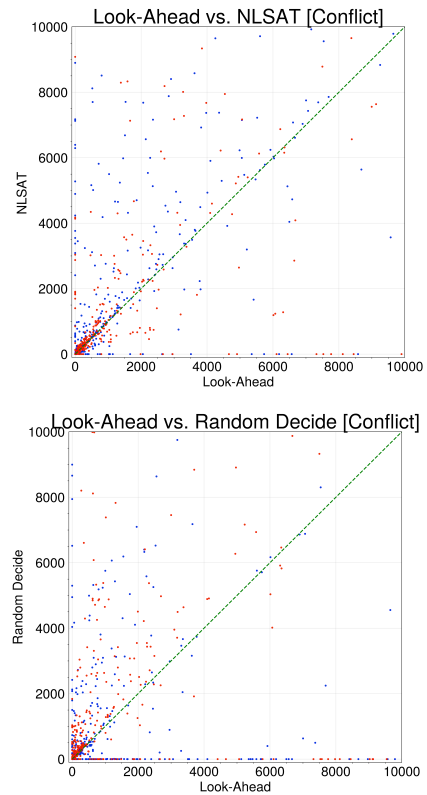 Look-Ahead vs. NLSAT [Conflict]
10000
8000
6000
4000
2000
0
NLSAT
0 2000 4000 6000 8000 10000
Look-Ahead
Look-Ahead vs. Random Decide [Conflict]
10000
8000
6000
4000
2000
0
Random Decide
0 2000 4000 6000 8000 10000
Look-Ahead